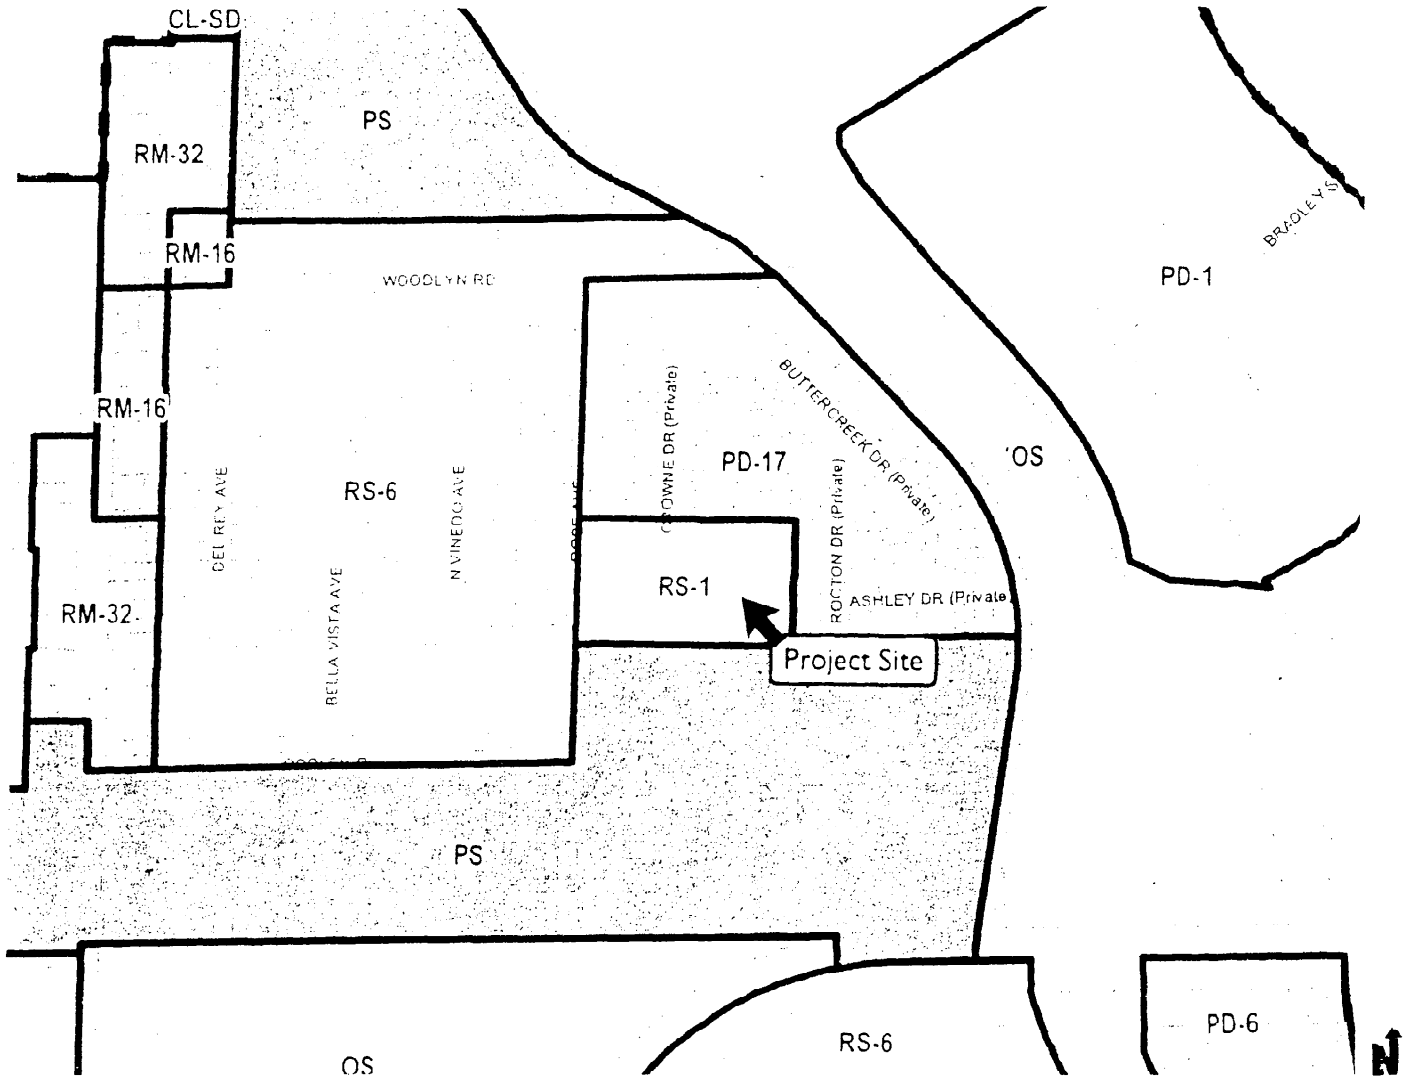 CL-SD
PS
RM-32
BRADLEY S
RM-16
WOODLYN RD
PD-1
RM-16
CROWNE DR (Private)
BUTTERCREEK DR (Private)
PD-17
OS
RS-6
DEL REY AVE
N VINEDO AVE
ROCTON DR (Private)
RS-1
ASHLEY DR (Private)
RM-32
BELLA VISTA AVE
Project Site
PS
PD-6
RS-6
OS
N